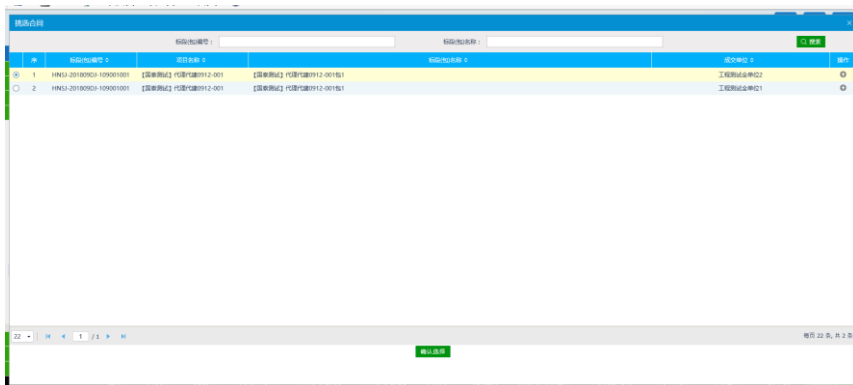 挑选合同 ×
标段(包)编号： 标段(包)名称： 搜索
序 标段(包)编号 项目名称 标段(包)名称 成交单位 操作
1 HNSJ-201809DJ-109001001 【国泰测试】代理代建0912-001 【国泰测试】代理代建0912-001包1 工程测试全单位2
2 HNSJ-201809DJ-109001001 【国泰测试】代理代建0912-001 【国泰测试】代理代建0912-001包1 工程测试全单位1
22 1 / 1 每页 22 条, 共 2 条
确认选择